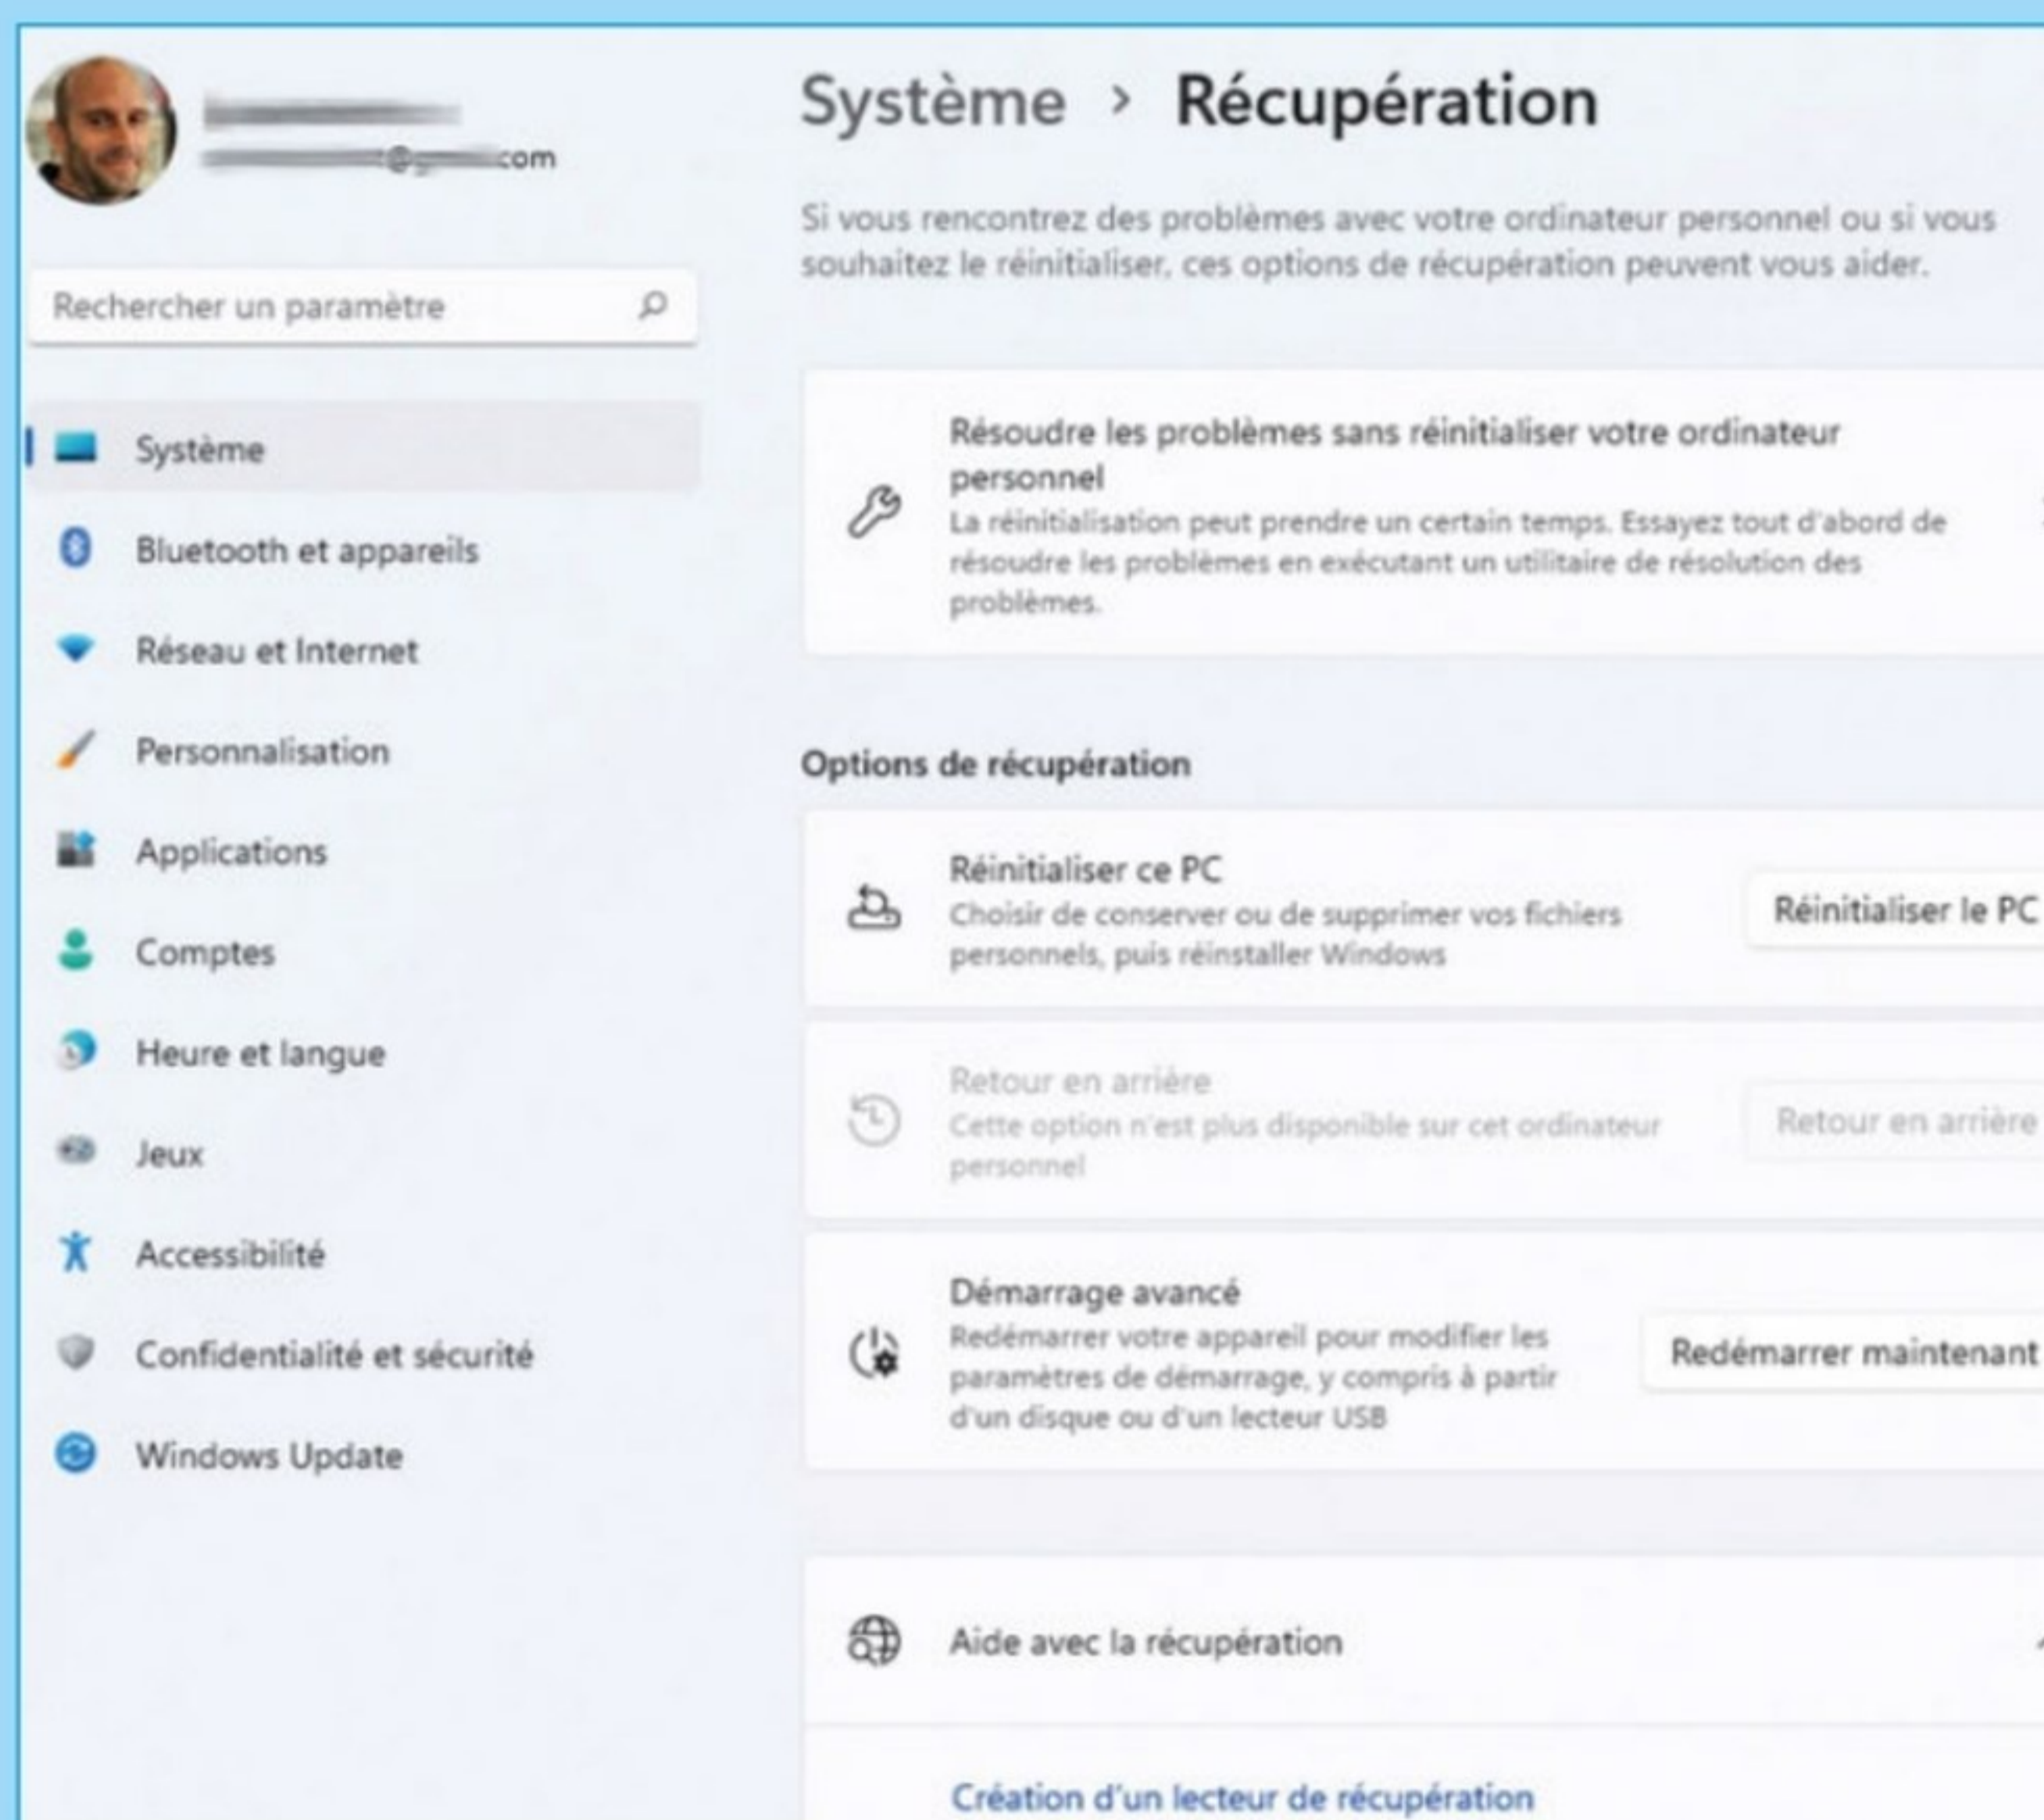 @
com
Rechercher un paramètre
Système
Bluetooth et appareils
Réseau et Internet
Personnalisation
Applications
Comptes
Heure et langue
Jeux
Accessibilité
Confidentialité et sécurité
Windows Update
Système > Récupération
Si vous rencontrez des problèmes avec votre ordinateur personnel ou si vous
souhaitez le réinitialiser, ces options de récupération peuvent vous aider.
Résoudre les problèmes sans réinitialiser votre ordinateur
personnel
La réinitialisation peut prendre un certain temps. Essayez tout d'abord de
résoudre les problèmes en exécutant un utilitaire de résolution des
problèmes.
Options de récupération
Réinitialiser ce PC
Choisir de conserver ou de supprimer vos fichiers
personnels, puis réinstaller Windows
Réinitialiser le PC
Retour en arrière
Cette option n'est plus disponible sur cet ordinateur
personnel
Retour en arrière
Démarrage avancé
Redémarrer votre appareil pour modifier les
paramètres de démarrage, y compris à partir
d'un disque ou d'un lecteur USB
Redémarrer maintenant
Aide avec la récupération
Création d'un lecteur de récupération